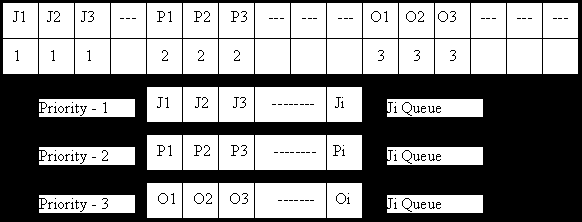 J1 J2 J3 --- P1 P2 P3 --- --- O1 O2 O3 --- --- ---
1 1 1 2 2 2 3 3 3
Priority - 1 J1 J2 J3 -------- Ji Ji Queue
Priority - 2 P1 P2 P3 -------- Pi Ji Queue
Priority - 3 O1 O2 O3 ------- Oi Ji Queue